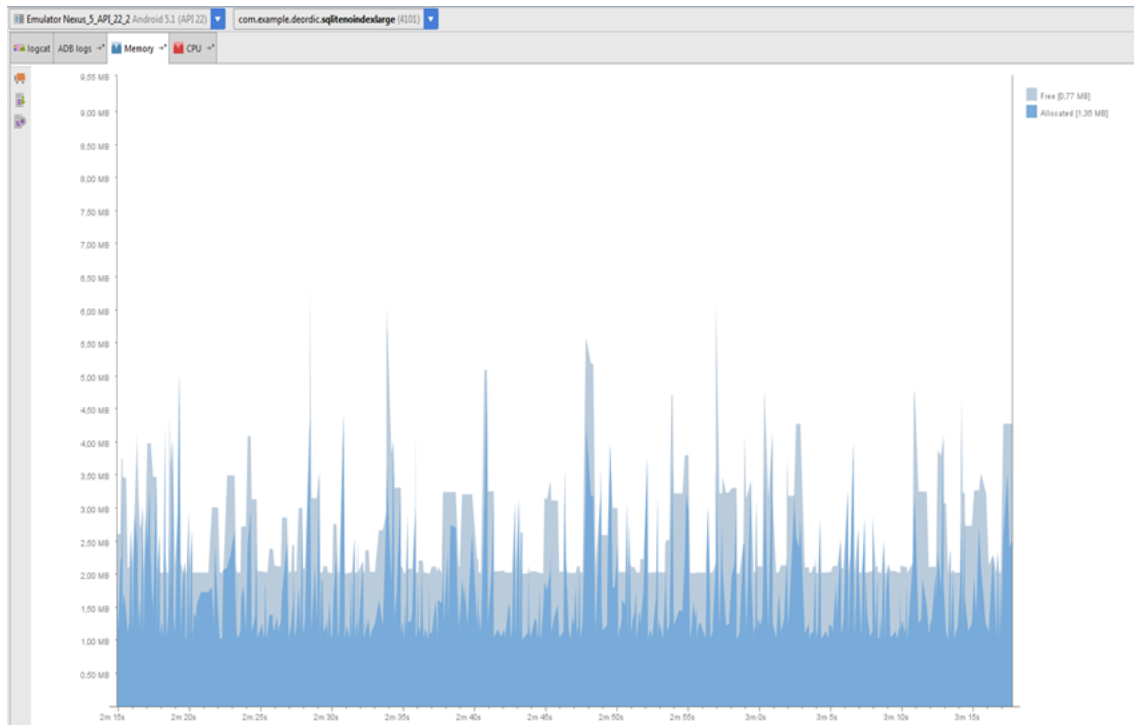 Emulator Nexus_5_API_22_2 Android 5.1 (API 22) com.example.deordic.sqlitenoindexlarge (4101)
logcat ADB logs Memory CPU
9,55 MB
9,00 MB
8,50 MB
8,00 MB
7,50 MB
7,00 MB
6,50 MB
6,00 MB
5,50 MB
5,00 MB
4,50 MB
4,00 MB
3,50 MB
3,00 MB
2,50 MB
2,00 MB
1,50 MB
1,00 MB
0,50 MB
Free [0,77 MB]
Allocated [1,35 MB]
2m 15s 2m 20s 2m 25s 2m 30s 2m 35s 2m 40s 2m 45s 2m 50s 2m 55s 3m 0s 3m 5s 3m 10s 3m 15s